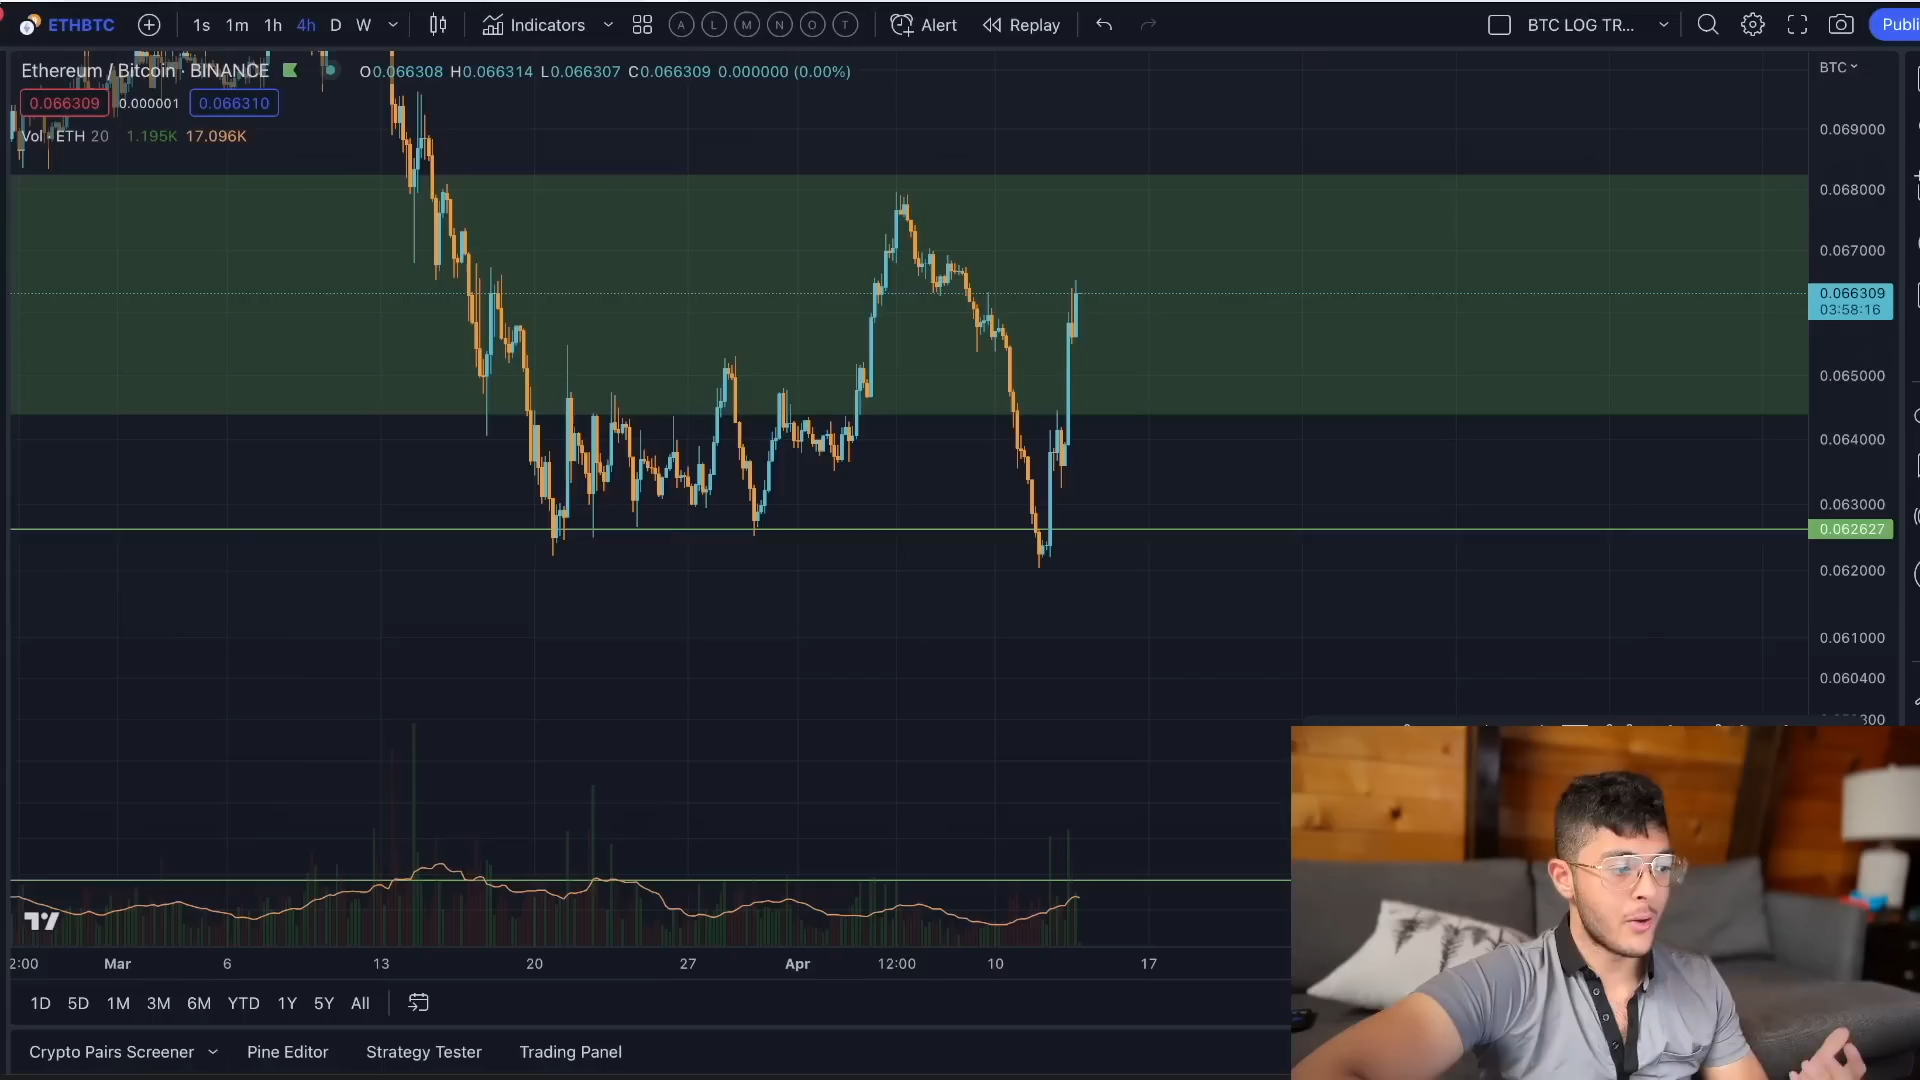 ETHBTC 1s 1m 1h 4h D W Indicators A L M N O T Alert Replay BTC LOG TR... Publi
Ethereum / Bitcoin · BINANCE O0.066308 H0.066314 L0.066307 C0.066309 0.000000 (0.00%)
BTC
0.066309 0.000001 0.066310
Vol · ETH 20 1.195K 17.096K
0.069000
0.068000
0.067000
0.066309
03:58:16
0.065000
0.064000
0.063000
0.062627
0.062000
0.061000
0.060400
300
2:00 Mar 6 13 20 27 Apr 12:00 10 17
1D 5D 1M 3M 6M YTD 1Y 5Y All
Crypto Pairs Screener Pine Editor Strategy Tester Trading Panel